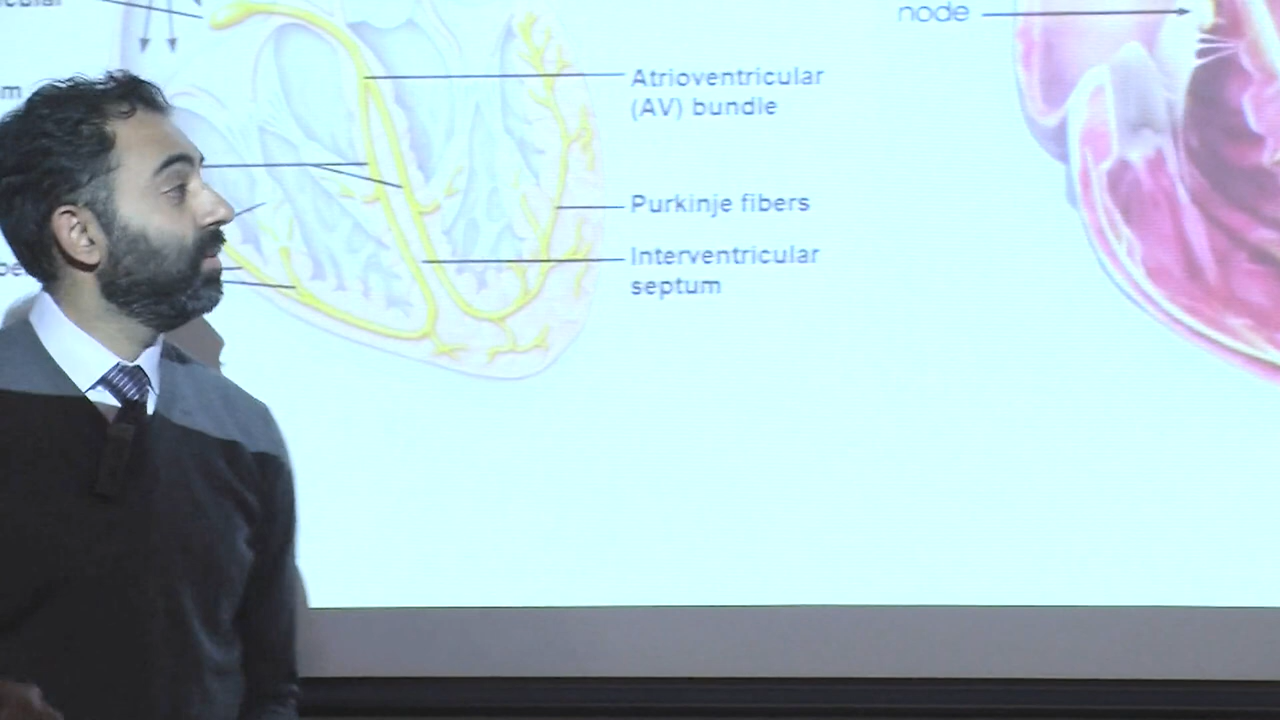 node
Atrioventricular
(AV) bundle
Purkinje fibers
Interventricular
septum